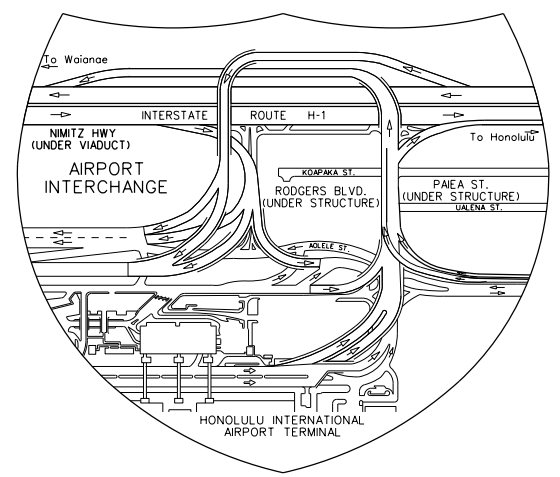 To Waianae
INTERSTATE ROUTE H-1
NIMITZ HWY
(UNDER VIADUCT)
To Honolulu
AIRPORT
INTERCHANGE
KOAPAKA ST.
RODGERS BLVD.
(UNDER STRUCTURE)
PAIEA ST.
(UNDER STRUCTURE)
UALENA ST.
AOLELE ST.
HONOLULU INTERNATIONAL
AIRPORT TERMINAL